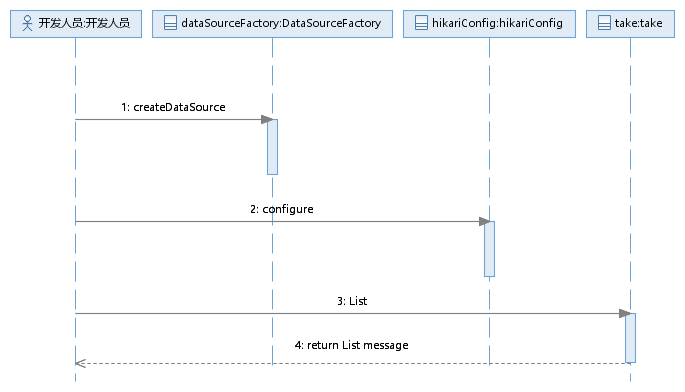 开发人员:开发人员
dataSourceFactory:DataSourceFactory
hikariConfig:hikariConfig
take:take
1: createDataSource
2: configure
3: List
4: return List message